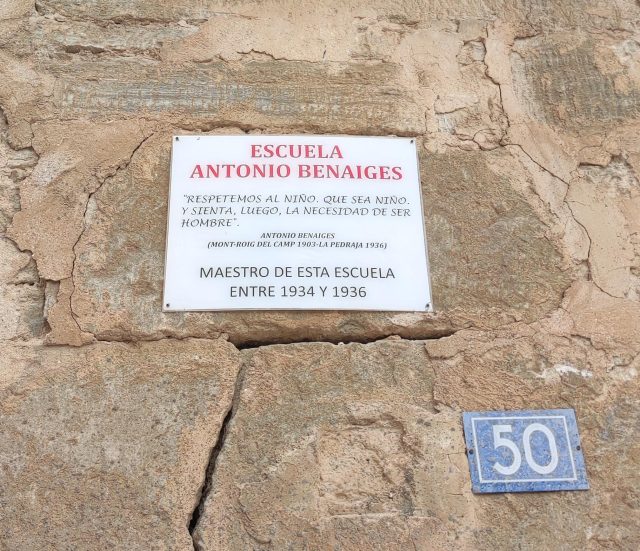 ESCUELA
ANTONIO BENAIGES
"RESPETEMOS AL NIÑO. QUE SEA NIÑO.
Y SIENTA, LUEGO, LA NECESIDAD DE SER
HOMBRE".
ANTONIO BENAIGES
(MONT-ROIG DEL CAMP 1903-LA PEDRAJA 1936)
MAESTRO DE ESTA ESCUELA
ENTRE 1934 Y 1936
50